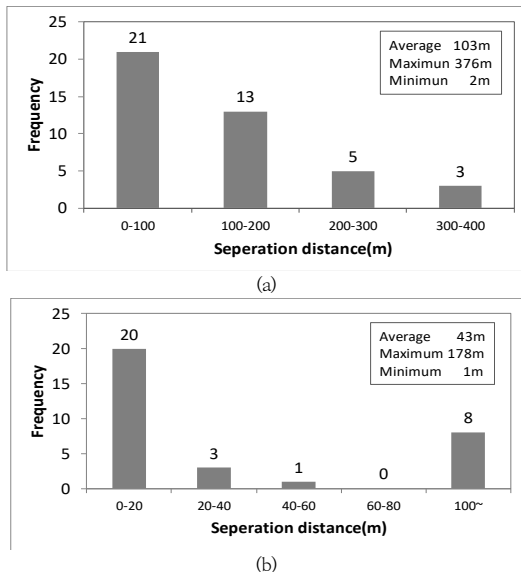 25
21
Average 103m
Maximun 376m
Minimun 2m
20
15
13
10
5
5
3
0
Frequency
0-100 100-200 200-300 300-400
Seperation distance(m)
(a)
25
20
Average 43m
Maximum 178m
Minimum 1m
20
15
10
8
5
3
1
0
0
Frequency
0-20 20-40 40-60 60-80 100~
Seperation distance(m)
(b)